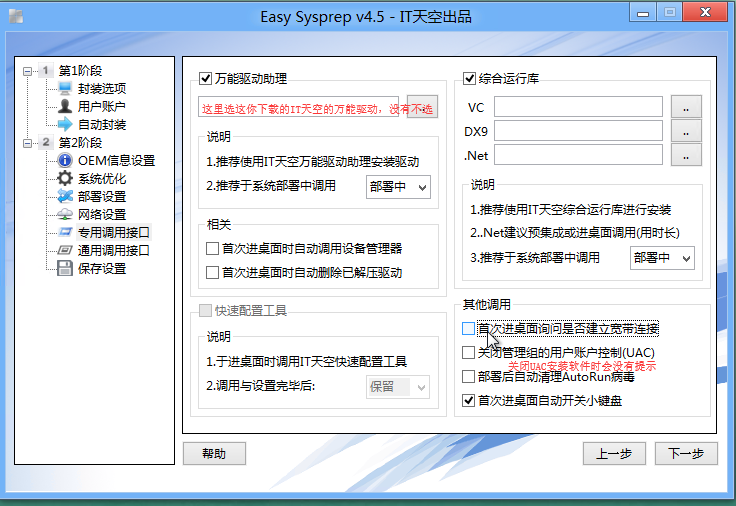 Easy Sysprep v4.5 - IT天空出品
1 第1阶段
封装选项
用户账户
自动封装
2 第2阶段
OEM信息设置
系统优化
部署设置
网络设置
专用调用接口
通用调用接口
保存设置
万能驱动助理
这里选这你下载的IT天空的万能驱动，没有不选
说明
1.推荐使用IT天空万能驱动助理安装驱动
2.推荐于系统部署中调用 部署中
相关
首次进桌面时自动调用设备管理器
首次进桌面时自动删除已解压驱动
快速配置工具
说明
1.于进桌面时调用IT天空快速配置工具
2.调用与设置完毕后: 保留
综合运行库
VC ..
DX9 ..
.Net ..
说明
1.推荐使用IT天空综合运行库进行安装
2..Net建议预集成或进桌面调用(用时长)
3.推荐于系统部署中调用 部署中
其他调用
首次进桌面询问是否建立宽带连接
关闭管理组的用户账户控制(UAC)
关闭UAC安装软件时会没有提示
部署后自动清理AutoRun病毒
首次进桌面自动开关小键盘
帮助 上一步 下一步